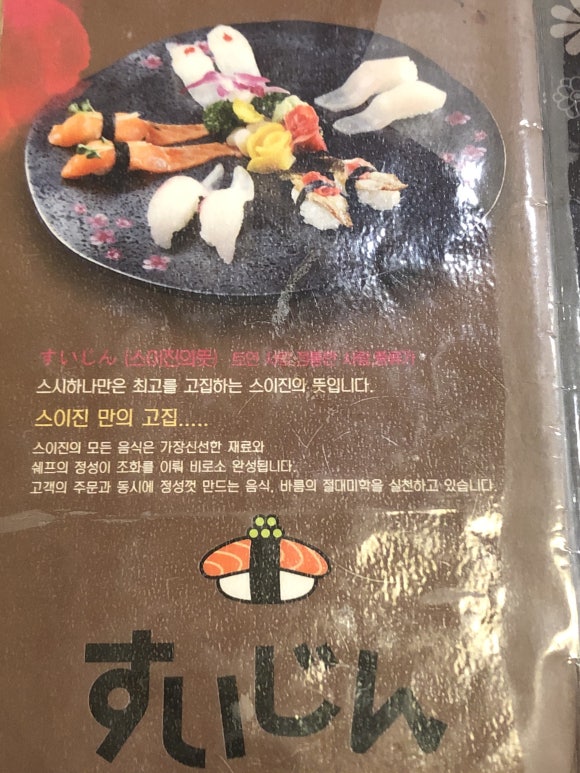 すいじん (스이진의뜻)
스시하나만은 최고를 고집하는 스이진의 뜻입니다.
스이진 만의 고집.....
스이진의 모든 음식은 가장신선한 재료와
쉐프의 정성이 조화를 이뤄 비로소 완성됩니다.
고객의 주문과 동시에 정성껏 만드는 음식, 바름의 절대미학을 실천하고 있습니다.
すいじん